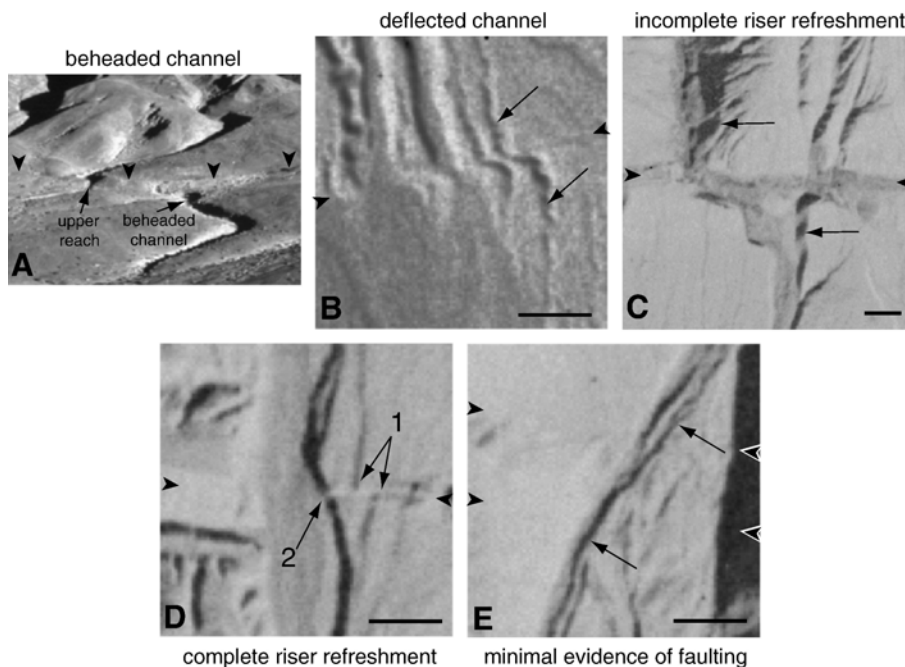 beheaded channel
deflected channel
incomplete riser refreshment
upper
reach
beheaded
channel
A
B
C
1
2
D
E
complete riser refreshment
minimal evidence of faulting